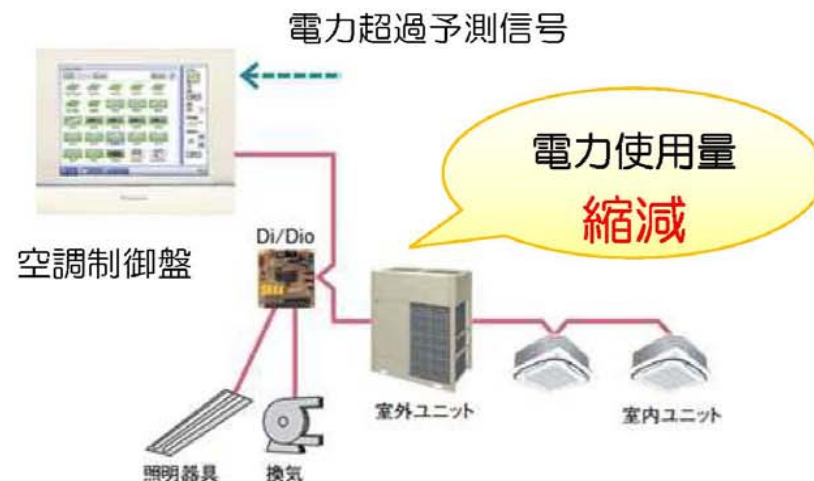 電力超過予測信号
電力使用量
縮減
Di/Dio
空調制御盤
室外ユニット
室内ユニット
照明器具
換気